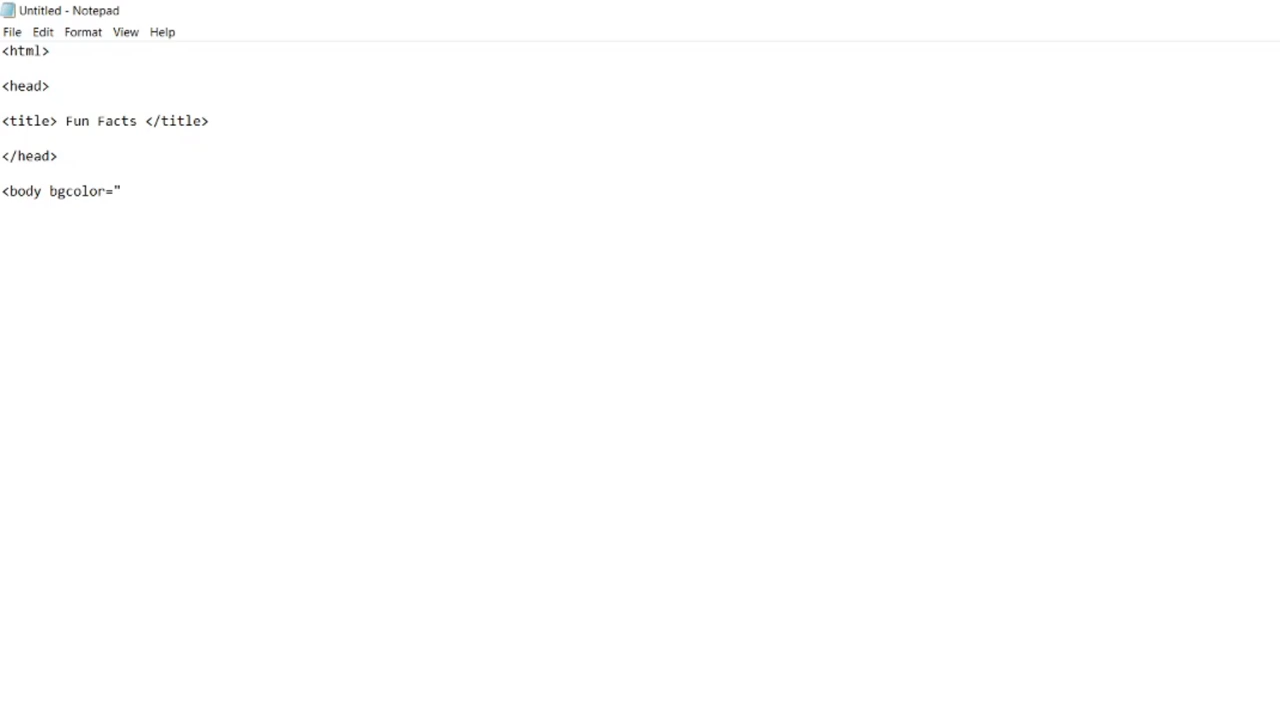 Untitled - Notepad
File Edit Format View Help
<html>
<head>
<title> Fun Facts </title>
</head>
<body bgcolor="